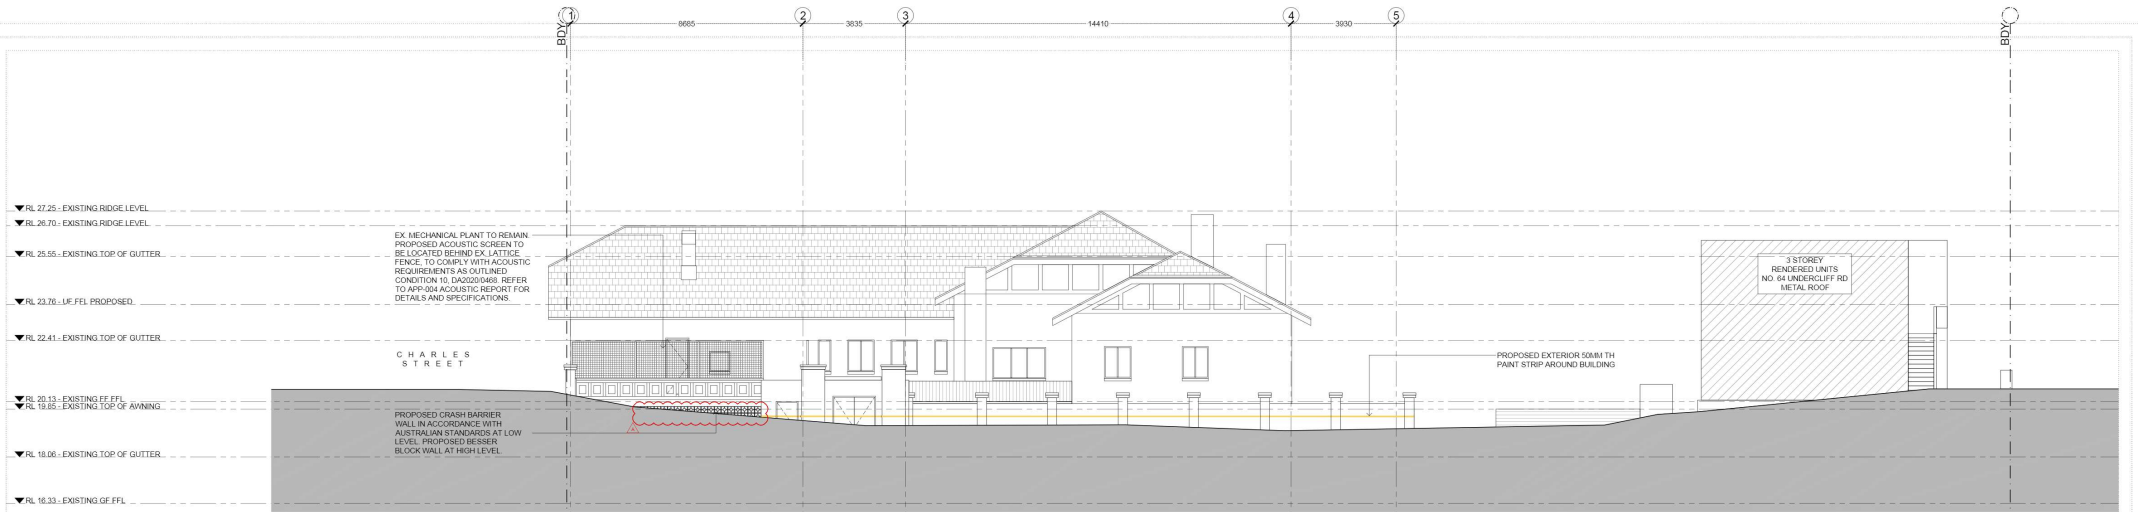 BDY
1
8685
2
3835
3
14410
4
3930
5
BDY
RL 27.25 - EXISTING RIDGE LEVEL
RL 26.70 - EXISTING RIDGE LEVEL
RL 25.55 - EXISTING TOP OF GUTTER
RL 23.76 - UF FFL PROPOSED
RL 22.41 - EXISTING TOP OF GUTTER
RL 20.13 - EXISTING FF FFL
RL 19.85 - EXISTING TOP OF AWNING
RL 18.06 - EXISTING TOP OF GUTTER
RL 16.33 - EXISTING GF FFL
EX. MECHANICAL PLANT TO REMAIN.
PROPOSED ACOUSTIC SCREEN TO
BE LOCATED BEHIND EX. LATTICE
FENCE, TO COMPLY WITH ACOUSTIC
REQUIREMENTS AS OUTLINED
CONDITION 10, DA2020/0468. REFER
TO APP-004 ACOUSTIC REPORT FOR
DETAILS AND SPECIFICATIONS.
CHARLES
STREET
PROPOSED CRASH BARRIER
WALL IN ACCORDANCE WITH
AUSTRALIAN STANDARDS AT LOW
LEVEL. PROPOSED BESSER
BLOCK WALL AT HIGH LEVEL
PROPOSED EXTERIOR 50MM TH
PAINT STRIP AROUND BUILDING
3 STOREY
RENDERED UNITS
NO. 64 UNDERCLIFF RD
METAL ROOF